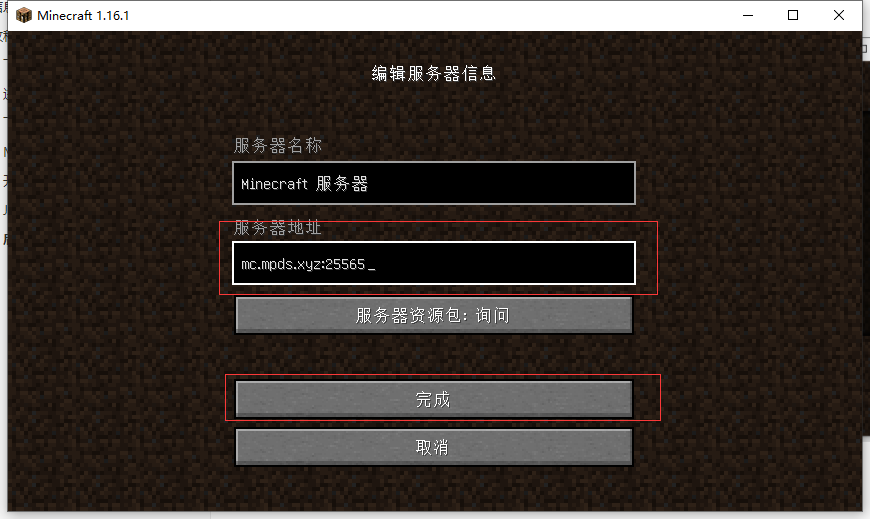 Minecraft 1.16.1
编辑服务器信息
服务器名称
Minecraft 服务器
服务器地址
mc.mpds.xyz:25565_
服务器资源包: 询问
完成
取消